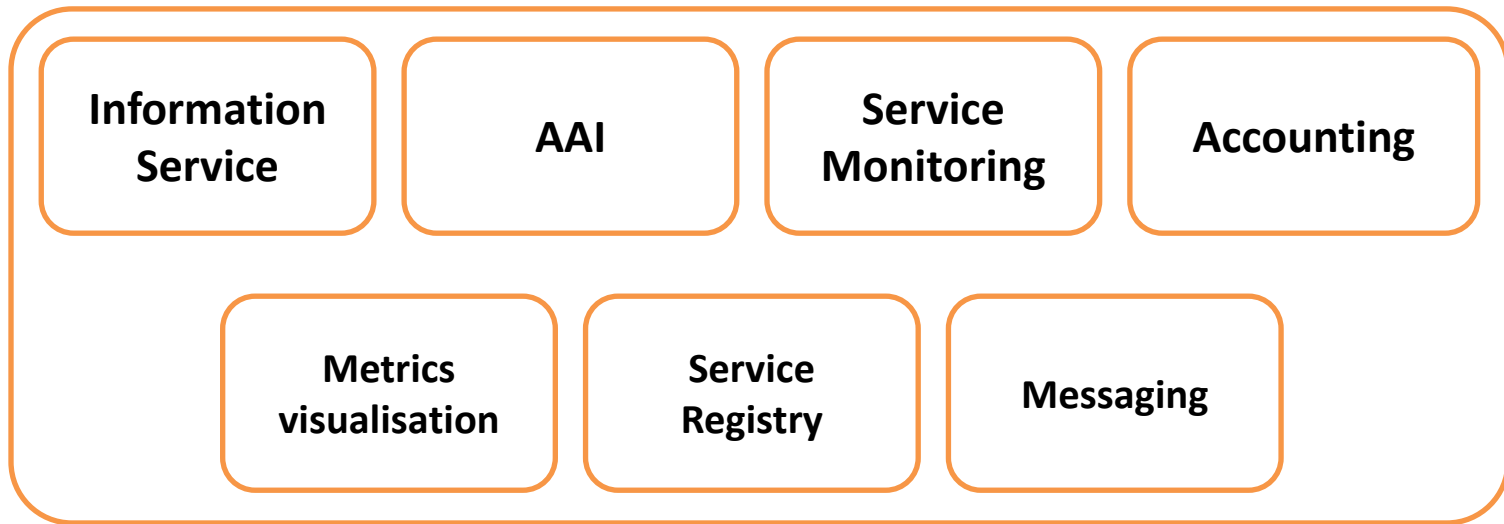 Information
Service
AAI
Service
Monitoring
Accounting
Metrics
visualisation
Service
Registry
Messaging